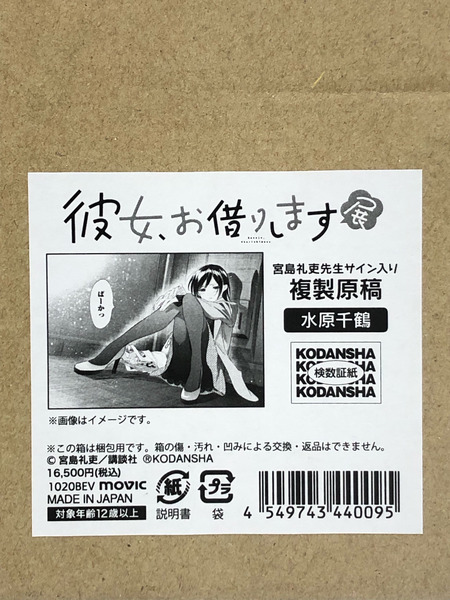 彼女、お借りします展
ばーかっ
宮島礼吏先生サイン入り
複製原稿
水原千鶴
KODANSHA
検数証紙
KODANSHA
※画像はイメージです。
※この箱は梱包用です。箱の傷・汚れ・凹みによる交換・返品はできません。
© 宮島礼吏／講談社 ®KODANSHA
16,500円(税込)
1020BEV movic
MADE IN JAPAN
対象年齢12歳以上
紙
説明書
プラ
袋
4 549743 440095